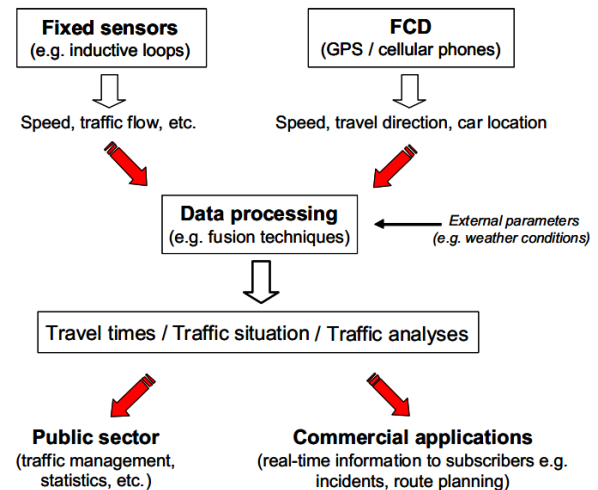 Fixed sensors
(e.g. inductive loops)
FCD
(GPS / cellular phones)
Speed, traffic flow, etc.
Speed, travel direction, car location
Data processing
(e.g. fusion techniques)
External parameters
(e.g. weather conditions)
Travel times / Traffic situation / Traffic analyses
Public sector
(traffic management,
statistics, etc.)
Commercial applications
(real-time information to subscribers e.g.
incidents, route planning)